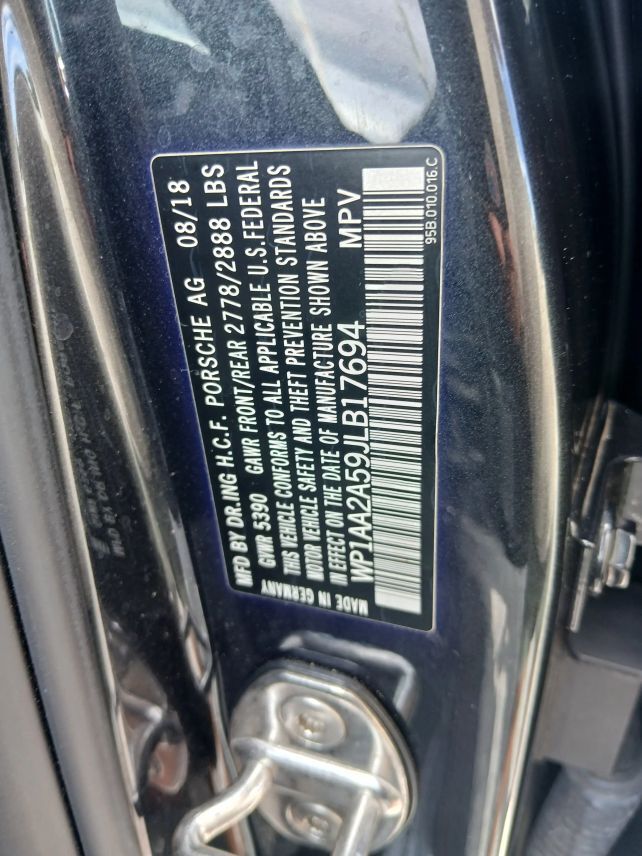 MFD BY DR.ING H.C.F. PORSCHE AG 08/18
GVWR 5390 GAWR FRONT/REAR 2778/2888 LBS
THIS VEHICLE CONFORMS TO ALL APPLICABLE U.S.FEDERAL
MOTOR VEHICLE SAFETY AND THEFT PREVENTION STANDARDS
IN EFFECT ON THE DATE OF MANUFACTURE SHOWN ABOVE
WP1AA2A59JLB17694 MPV
MADE IN GERMANY
95B.010.016.C